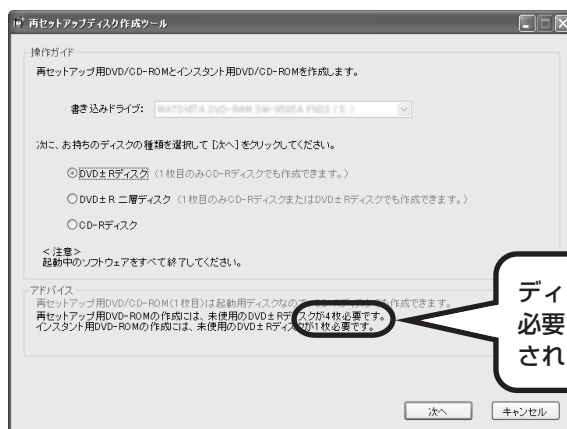 再セットアップディスク作成ツール
操作ガイド
再セットアップ用DVD/CD-ROMとインスタント用DVD/CD-ROMを作成します。
書き込みドライブ:
次に、お持ちのディスクの種類を選択して [次へ] をクリックしてください。
DVD±Rディスク (1枚目のみCD-Rディスクでも作成できます。)
DVD±R 二層ディスク (1枚目のみCD-RディスクまたはDVD±Rディスクでも作成できます。)
CD-Rディスク
<注意>
起動中のソフトウェアをすべて終了してください。
アドバイス
再セットアップ用DVD/CD-ROM(1枚目)は起動用ディスクなので、CD-Rディスクでも作成できます。
再セットアップ用DVD-ROMの作成には、未使用のDVD±Rディスクが4枚必要です。
インスタント用DVD-ROMの作成には、未使用のDVD±Rディスクが1枚必要です。
ディ
必要
され
次へ
キャンセル